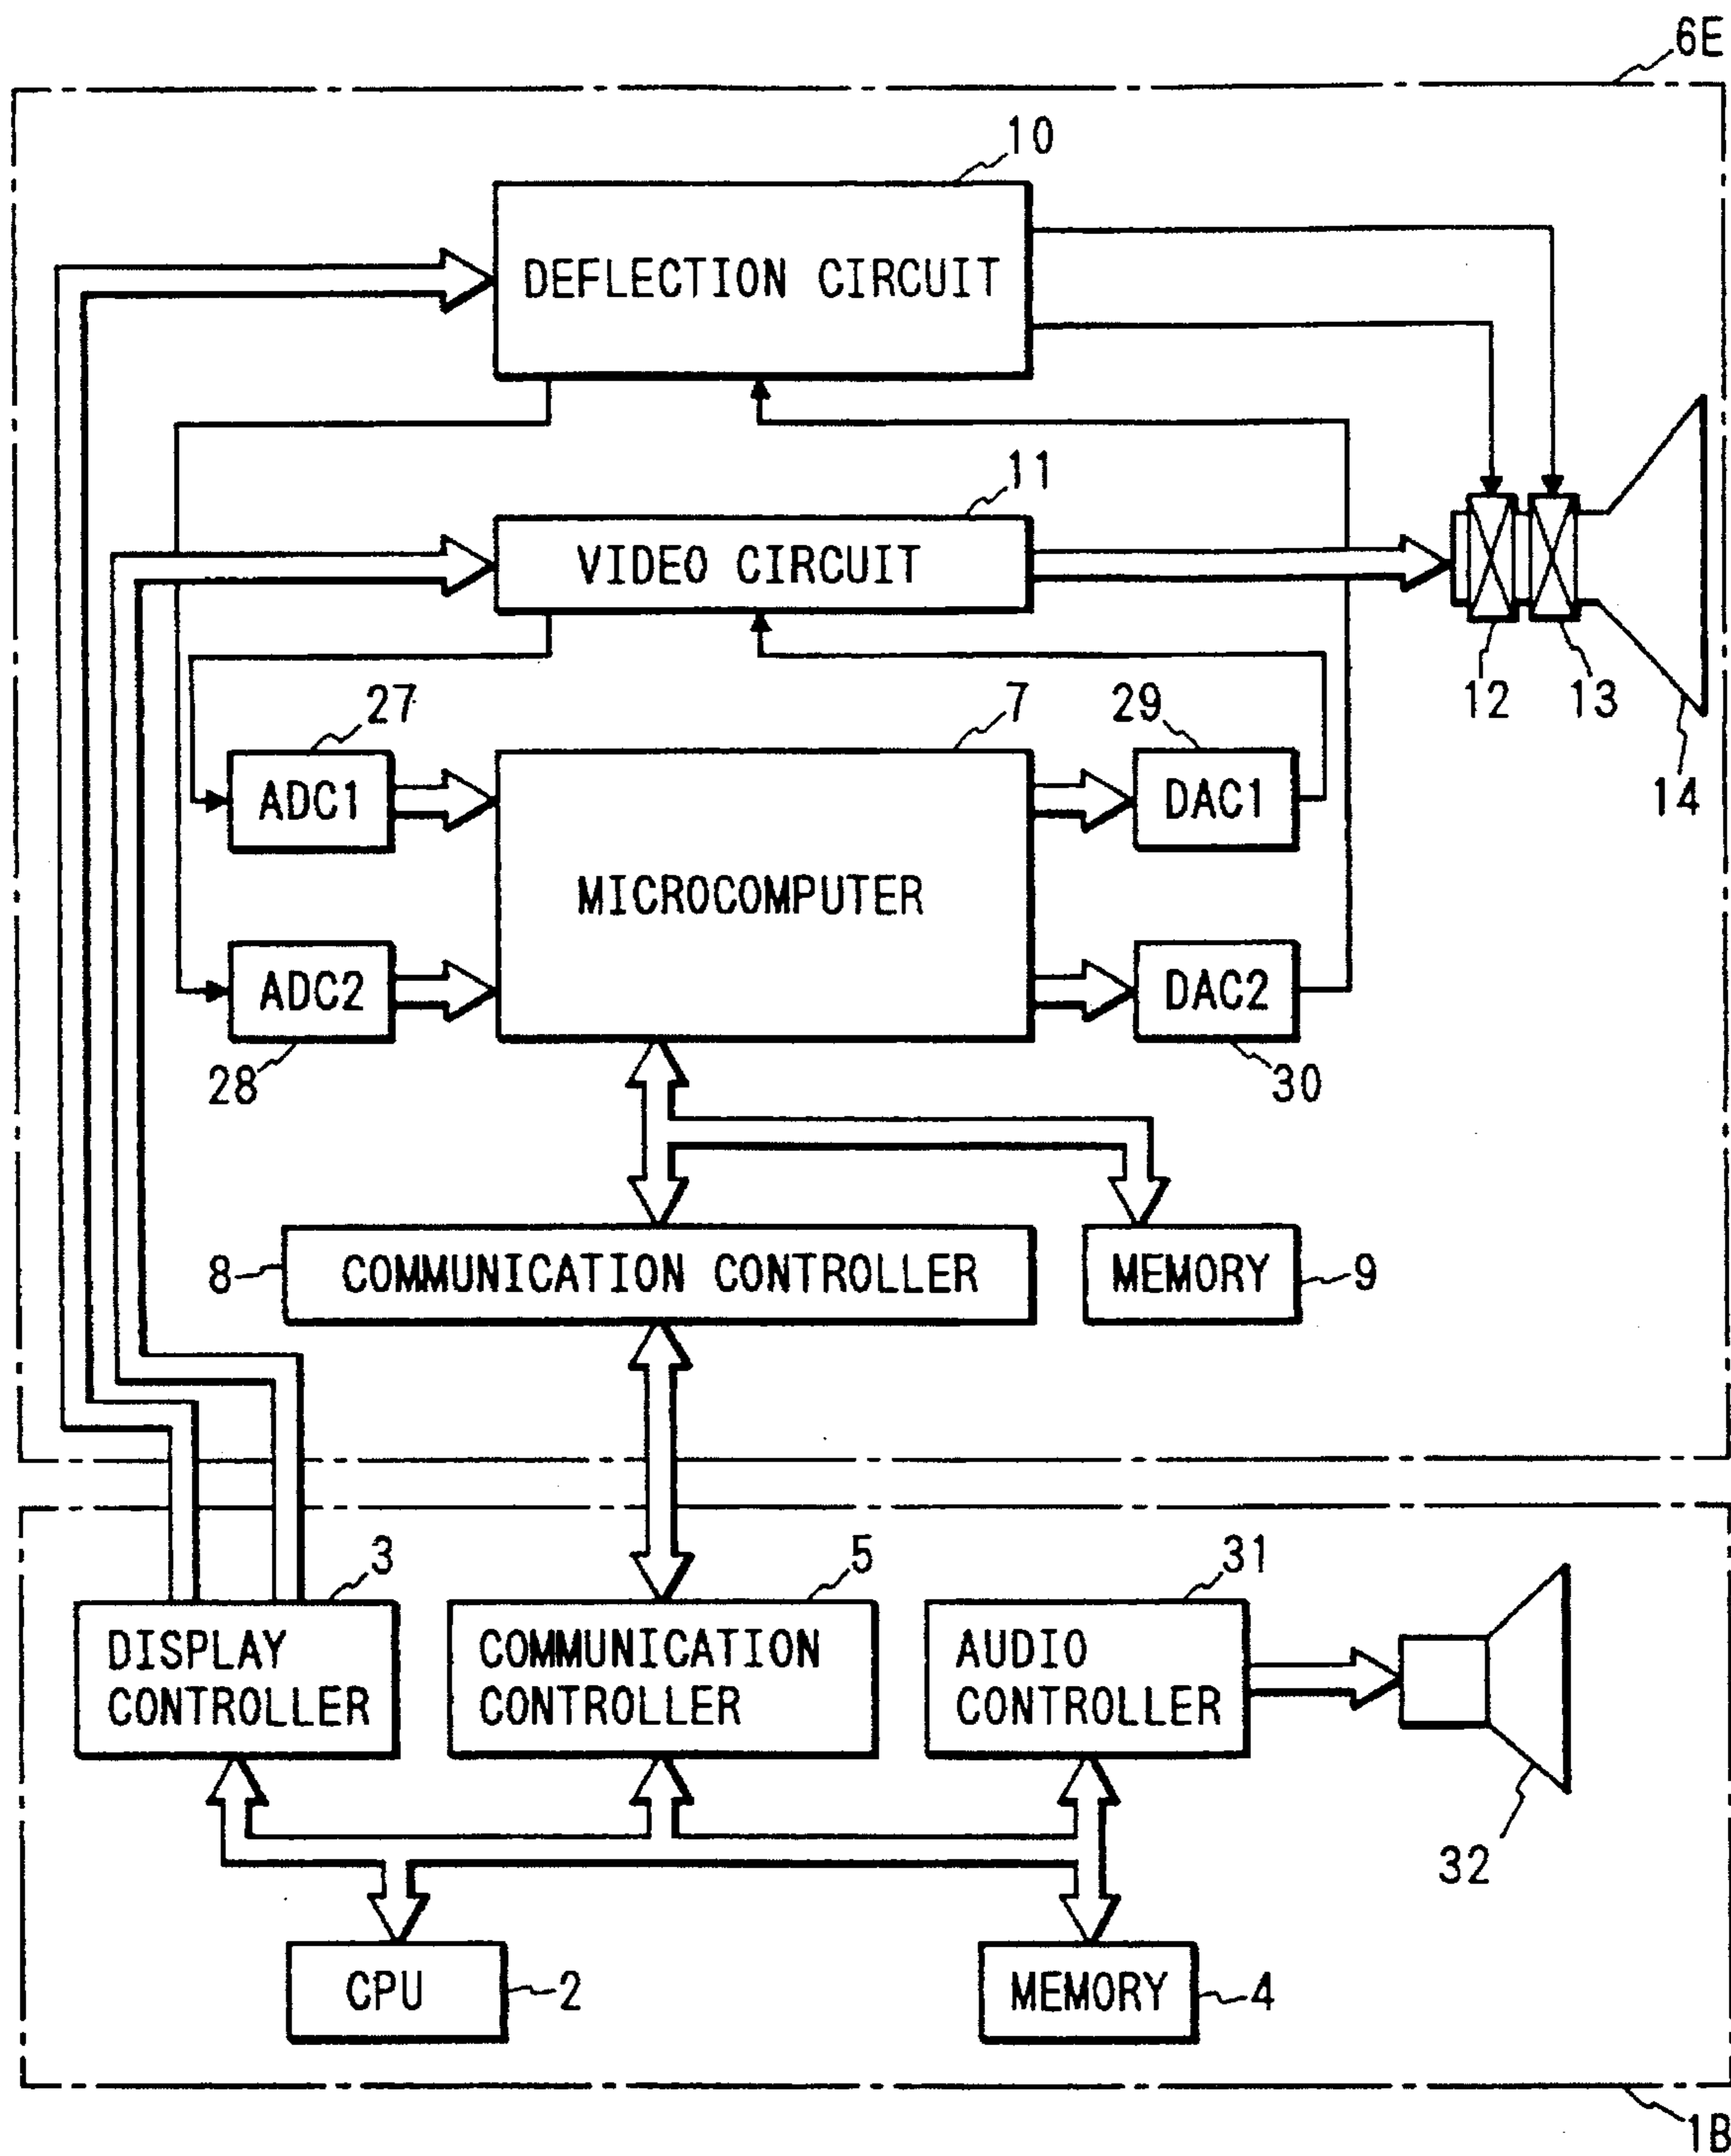 6E
10
DEFLECTION CIRCUIT
11
VIDEO CIRCUIT
12
13
14
27
7
29
ADC1
DAC1
MICROCOMPUTER
ADC2
DAC2
28
30
8
COMMUNICATION CONTROLLER
MEMORY
9
3
5
31
DISPLAY
CONTROLLER
COMMUNICATION
CONTROLLER
AUDIO
CONTROLLER
32
CPU
2
MEMORY
4
1B